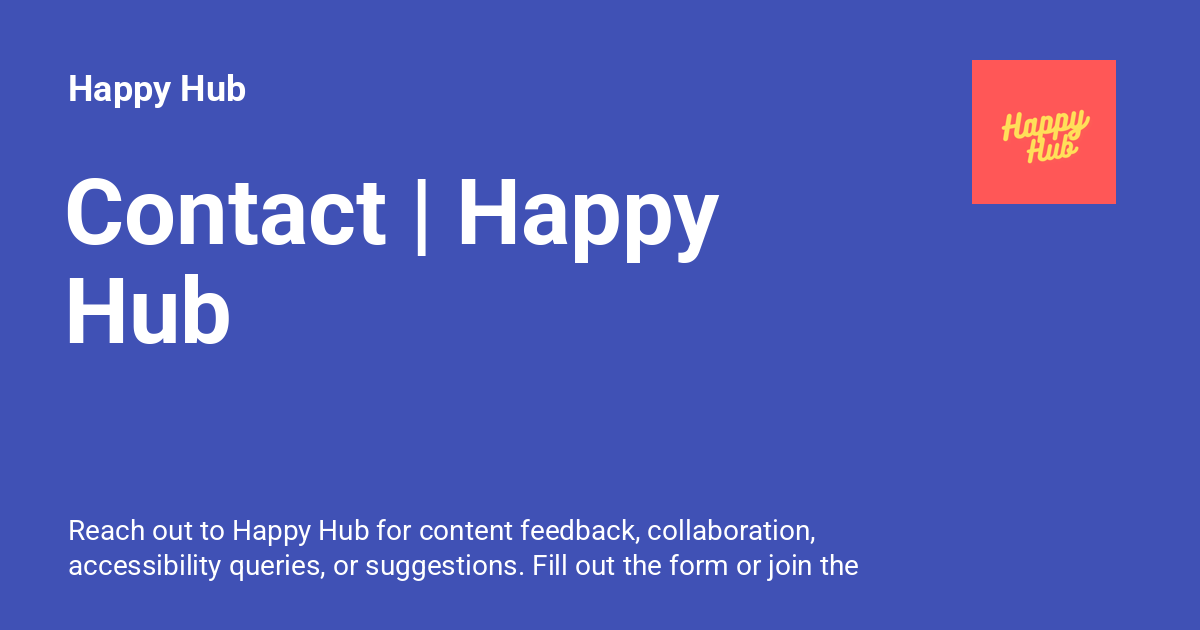 Happy Hub
Happy
Hub
Contact | Happy
Hub
Reach out to Happy Hub for content feedback, collaboration,
accessibility queries, or suggestions. Fill out the form or join the